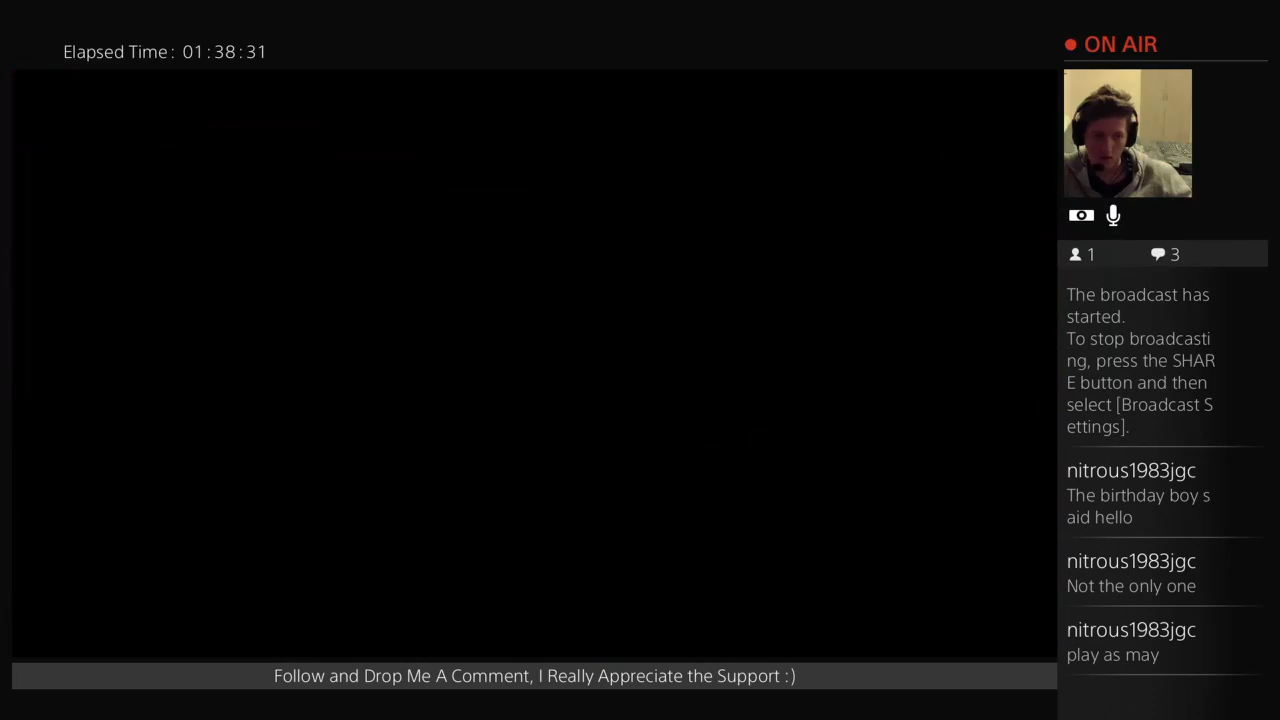 Elapsed Time: 01:38:31
ON AIR
1
3
The broadcast has
started.
To stop broadcasti
ng, press the SHAR
E button and then
select [Broadcast S
ettings].
nitrous1983jgc
The birthday boy s
aid hello
nitrous1983jgc
Not the only one
nitrous1983jgc
play as may
Follow and Drop Me A Comment, I Really Appreciate the Support :)